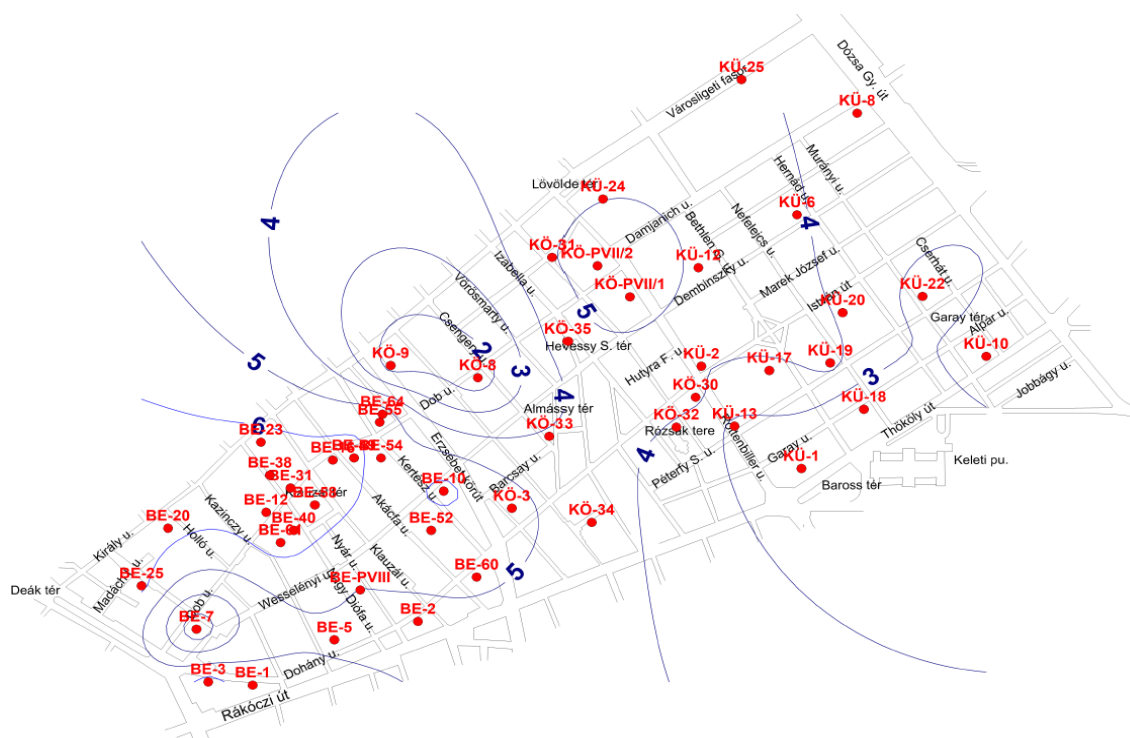 KÜ-25
Dózsa Gy. út
Városligeti fasor
KÜ-8
Murányi u.
Hernád u.
Lövölde tér
KÜ-24
KÜ-6
4
4
Damjanich u.
Nefelejcs u.
Bethlen G. u.
KÖ-31
Izabella u.
KÖ-PVII/2
KÜ-12
Dembinszky u.
Marek József u.
Cserhát u.
KÜ-22
KÖ-PVII/1
István út
KÜ-20
Garay tér
Alpár u.
5
Vörösmarty u.
Csengery u.
KÖ-35
Hevessy S. tér
KÖ-9
2
KÖ-8
3
5
Hutyra F. u.
KÜ-2
KÜ-17
KÜ-19
3
KÜ-10
Jobbágy u.
Dob u.
4
Almássy tér
KÖ-30
KÜ-18
BE-64
BE-55
6
BE-23
KÖ-33
KÖ-32
Rózsák tere
KÜ-13
Rottenbiller u.
Thököly út
Garay u.
4
Péterfy S. u.
KÜ-1
Keleti pu.
Baross tér
BE-38
BE-54
Erzsébet körút
Barcsay u.
BE-31
Kertész u.
BE-10
KÖ-3
KÖ-34
BE-12
BE-40
Kazinczy u.
Akácfa u.
BE-52
BE-20
Király u.
Holló u.
Nyár u.
Klauzál u.
BE-60
5
BE-25
Madách u.
Deák tér
Dob u.
BE-7
Wesselényi u.
BE-PVIII
Nagy Diófa u.
BE-2
BE-5
Dohány u.
BE-3
BE-1
Rákóczi út